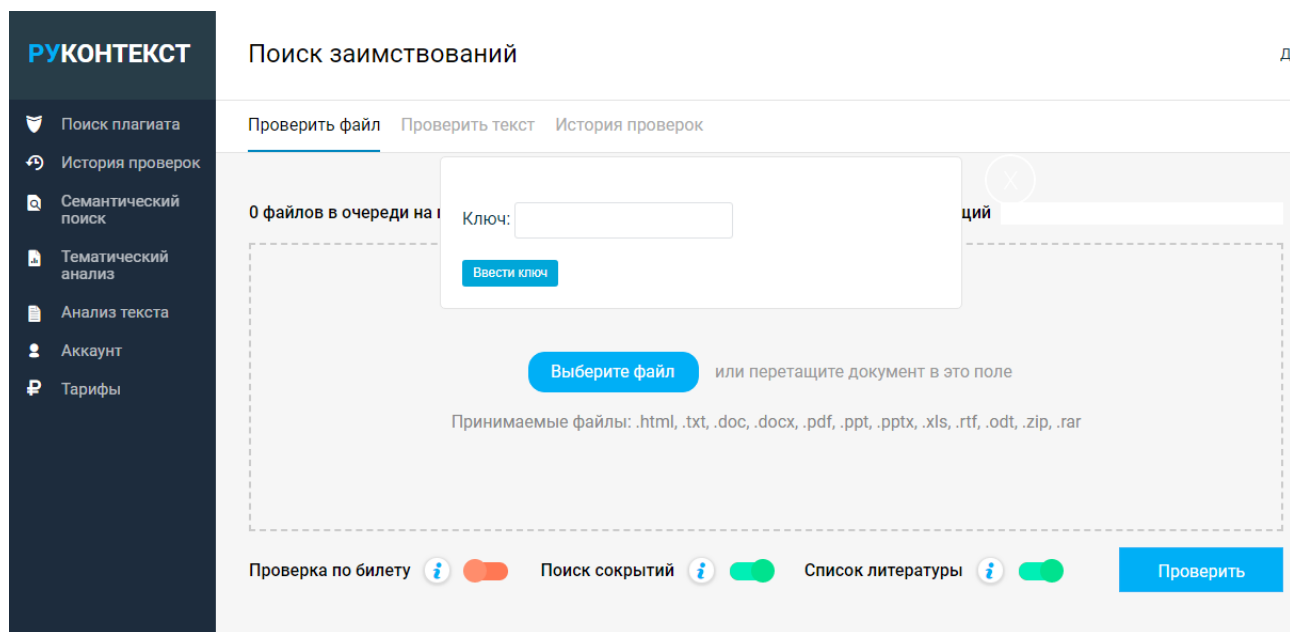 РУКОНТЕКСТ
Поиск плагиата
История проверок
Семантический
поиск
Тематический
анализ
Анализ текста
Аккаунт
Тарифы
Поиск заимствований
Проверить файл Проверить текст История проверок
0 файлов в очереди на
Ключ:
Ввести ключ
Выберите файл или перетащите документ в это поле
Принимаемые файлы: .html, .txt, .doc, .docx, .pdf, .ppt, .pptx, .xls, .rtf, .odt, .zip, .rar
Проверка по билету i Поиск сокрытий i Список литературы i Проверить